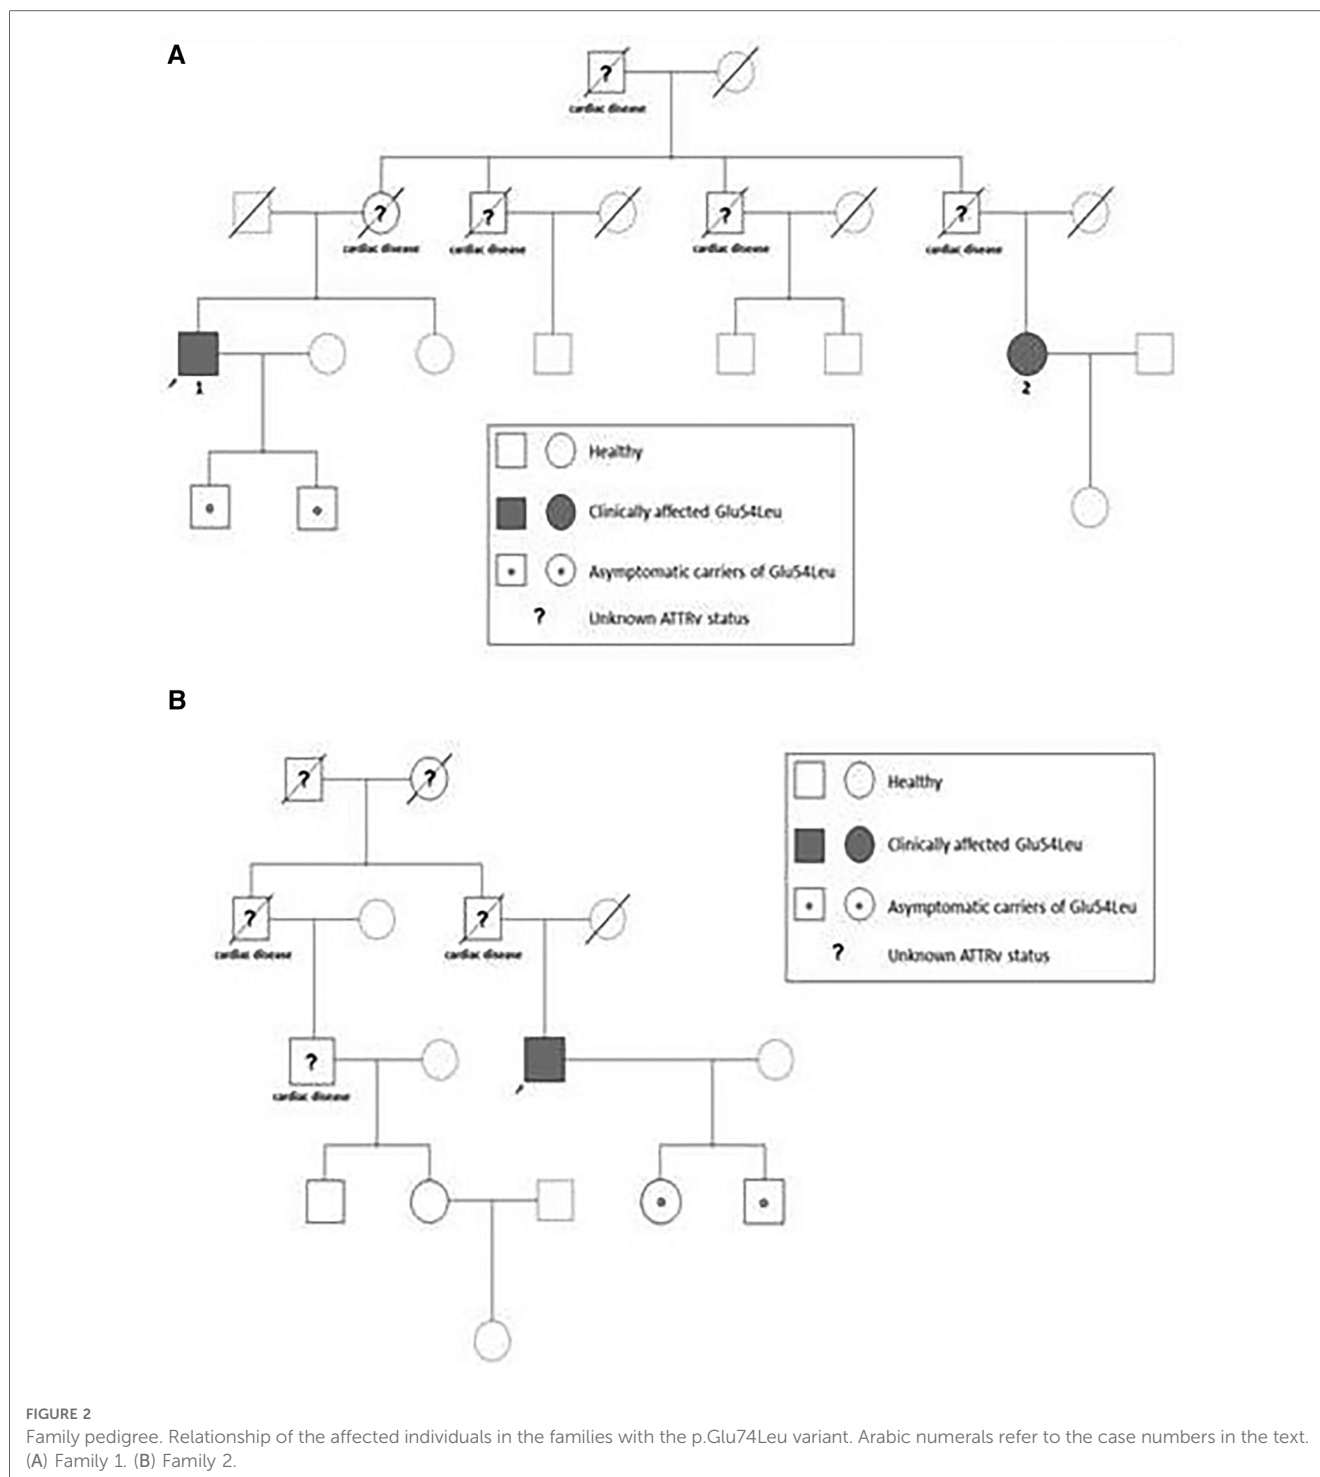 A
?
cardiac disease
? ? ? ?
cardiac disease cardiac disease cardiac disease cardiac disease
1 2
Healthy
Clinically affected Glu54Leu
Asymptomatic carriers of Glu54Leu
? Unknown ATTRv status
B
? ?
Healthy
Clinically affected Glu54Leu
Asymptomatic carriers of Glu54Leu
? Unknown ATTRv status
? ?
cardiac disease cardiac disease
?
cardiac disease
FIGURE 2
Family pedigree. Relationship of the affected individuals in the families with the p.Glu74Leu variant. Arabic numerals refer to the case numbers in the text.
(A) Family 1. (B) Family 2.